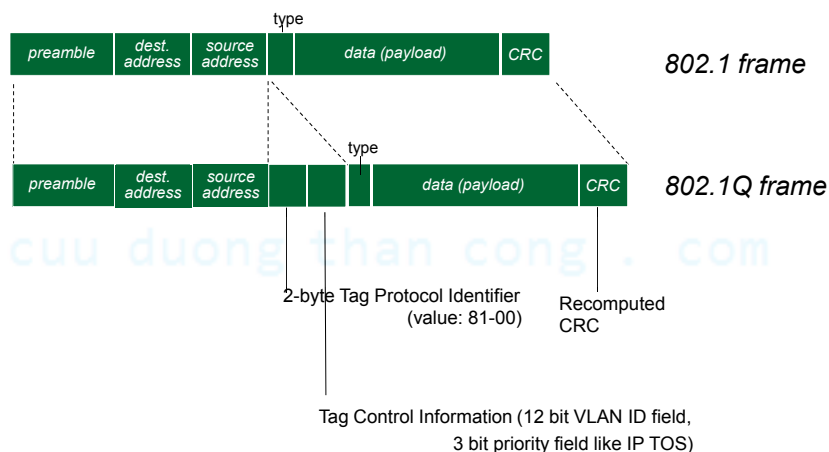 type
preamble
dest.
address
source
address
data (payload)
CRC
802.1 frame
type
preamble
dest.
address
source
address
data (payload)
CRC
802.1Q frame
cuu duong than cong . com
2-byte Tag Protocol Identifier
(value: 81-00)
Recomputed
CRC
Tag Control Information (12 bit VLAN ID field,
3 bit priority field like IP TOS)